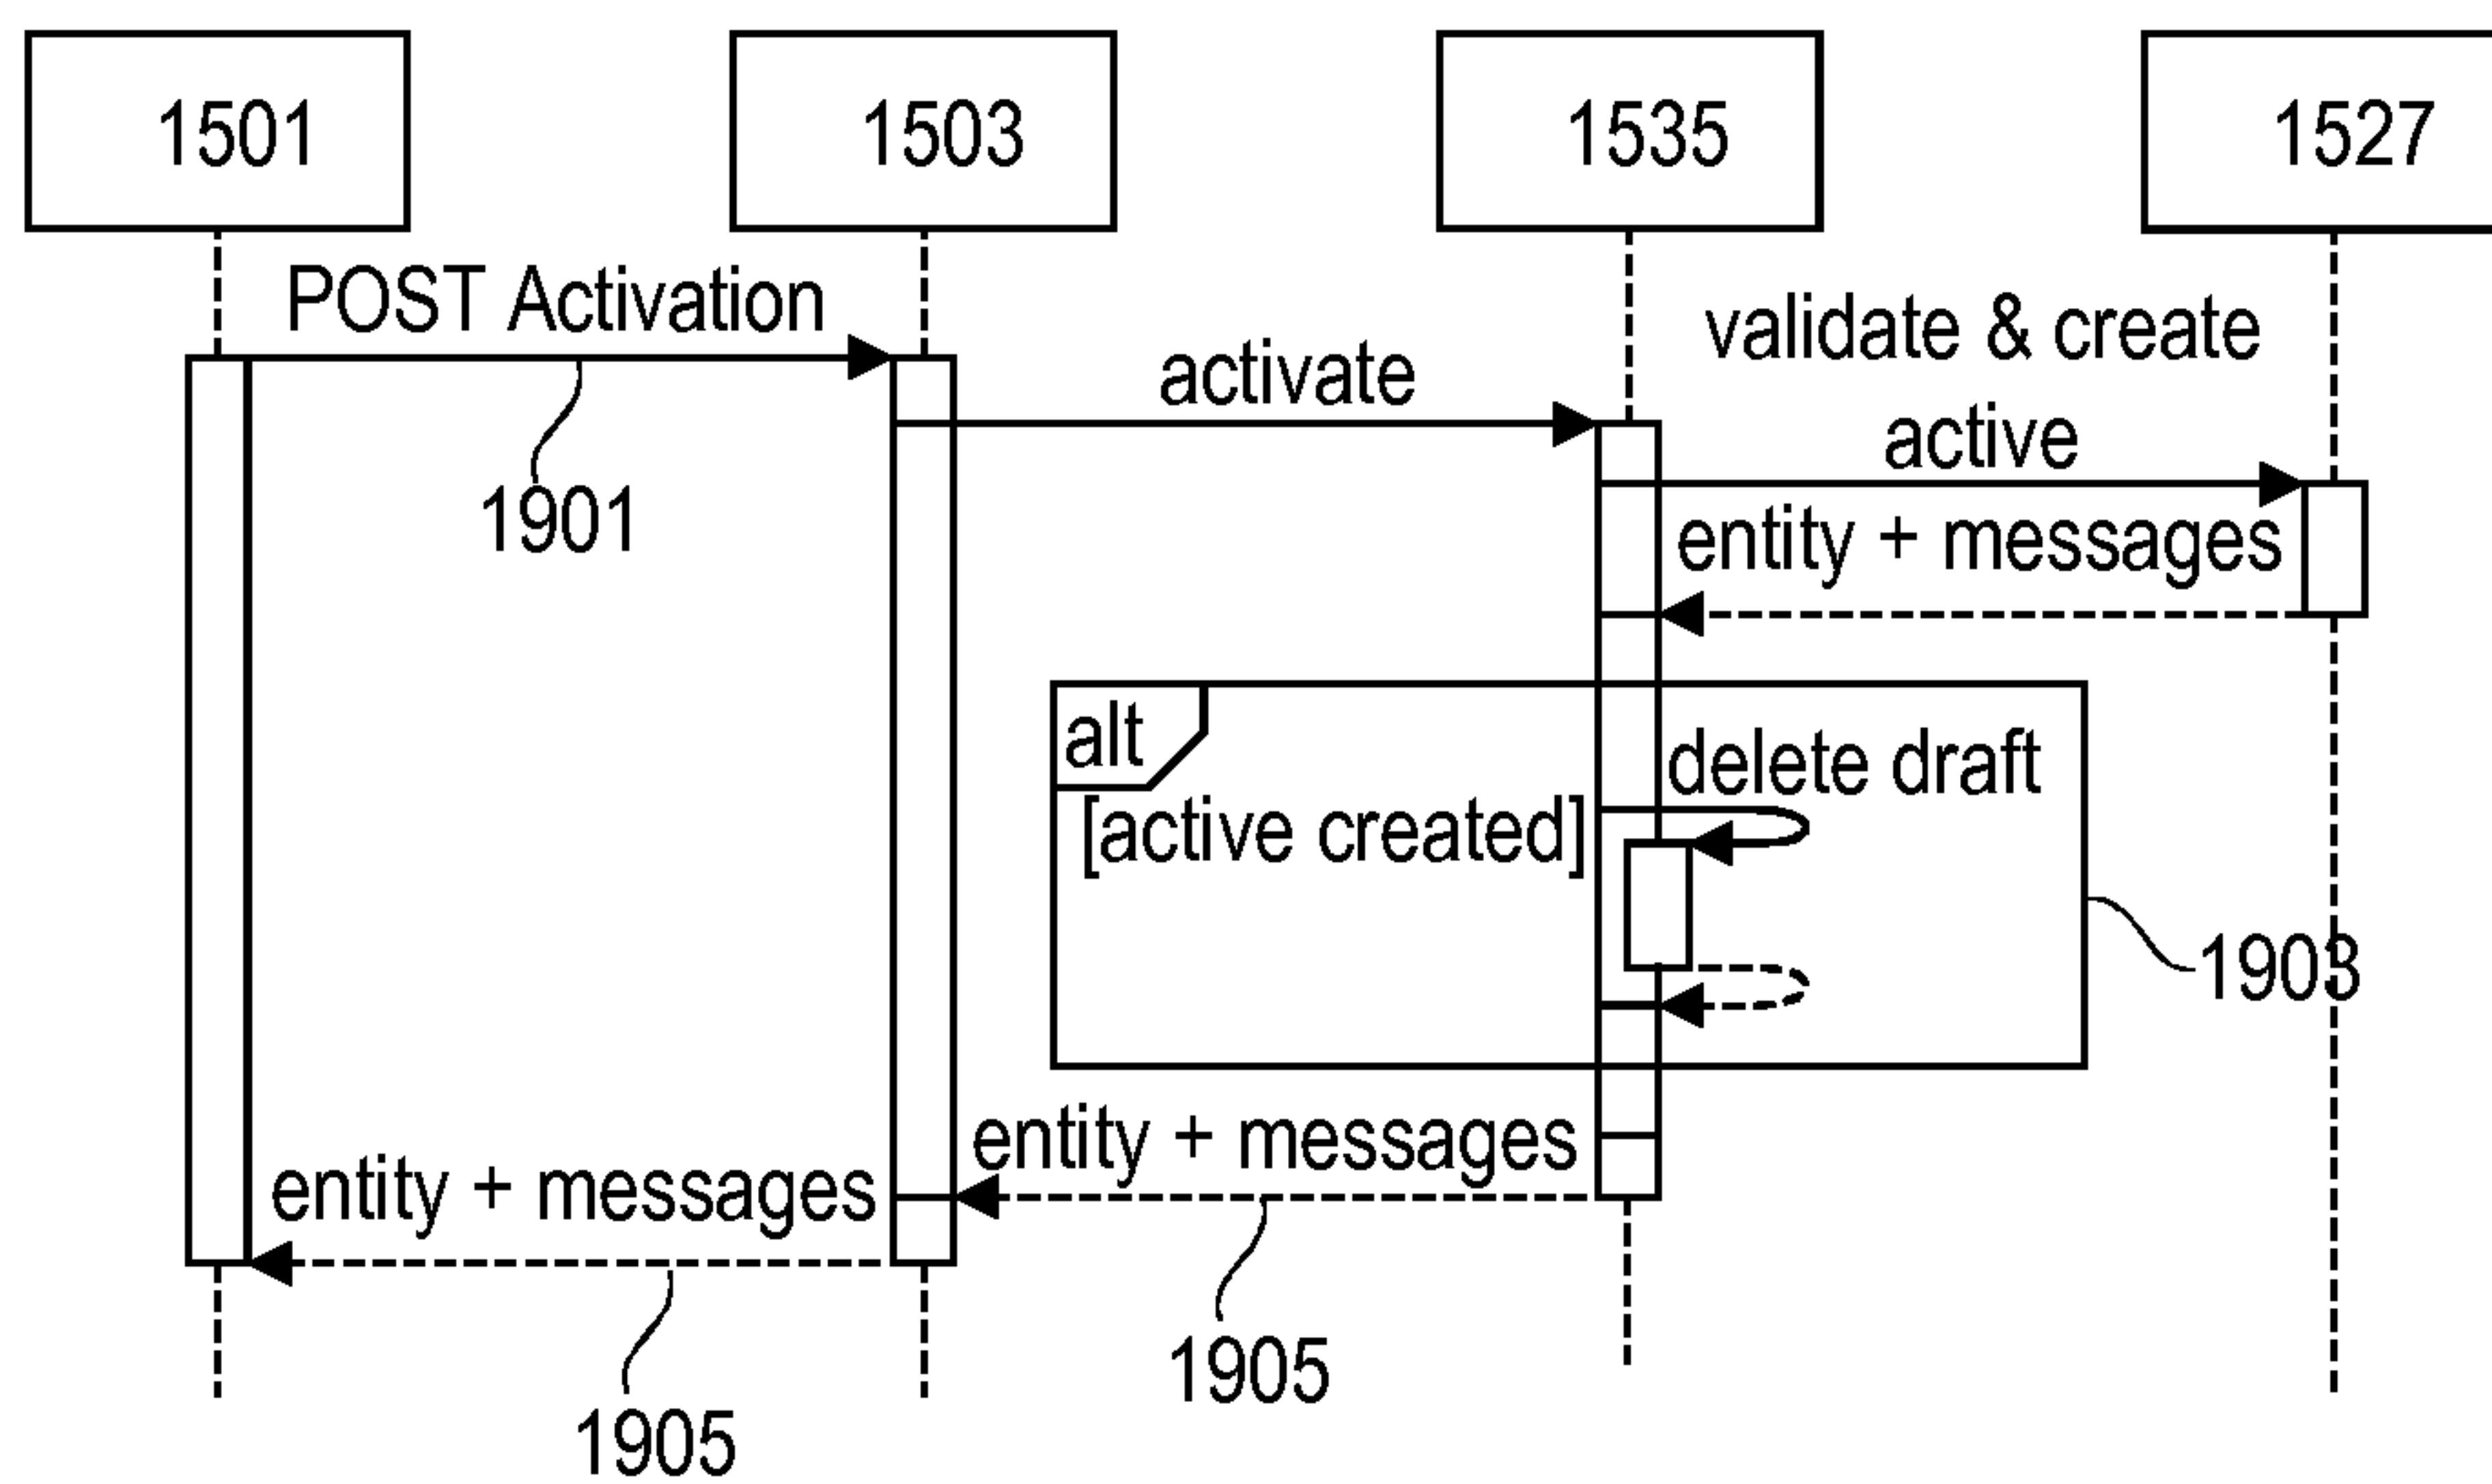 1501
1503
1535
1527
POST Activation
validate & create
activate
active
1901
entity + messages
alt
delete draft
[active created]
1903
entity + messages
entity + messages
1905
1905